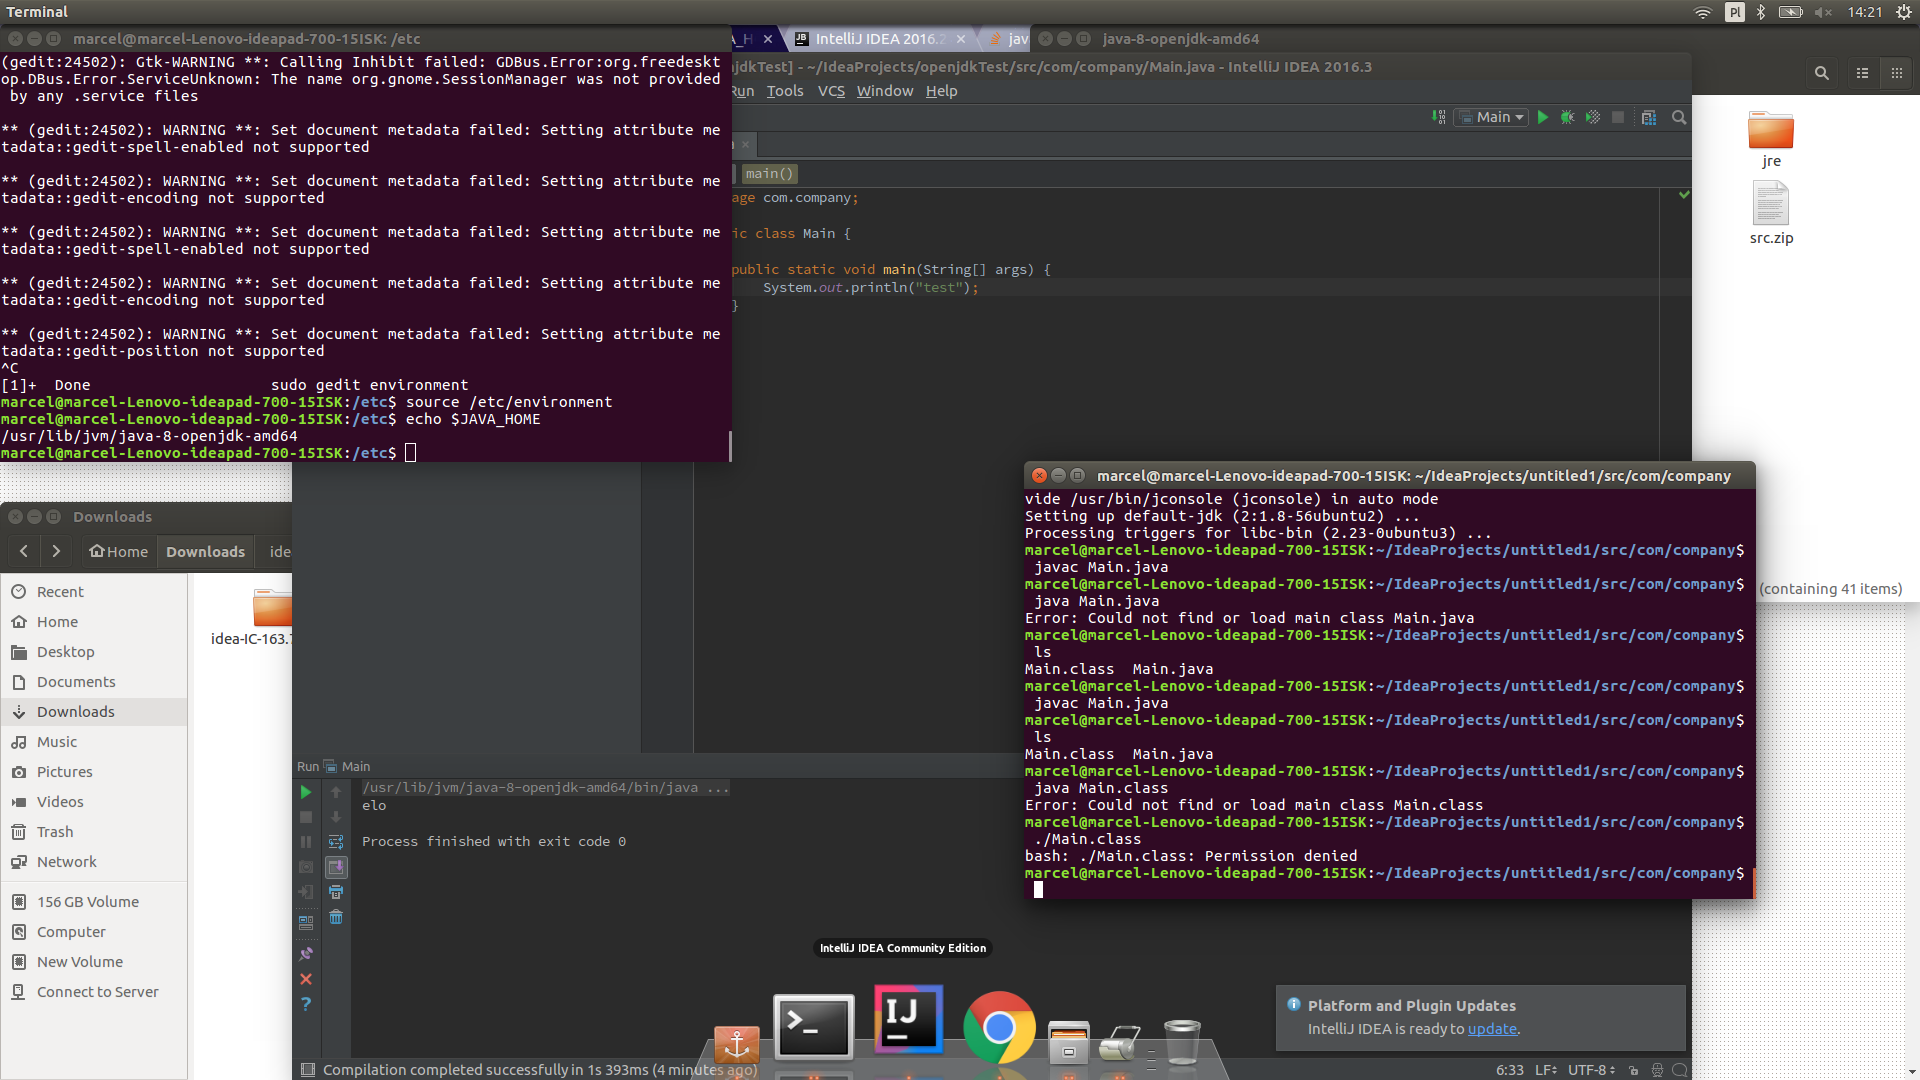 Terminal
Pl
14:21
marcel@marcel-Lenovo-ideapad-700-15ISK: /etc
(gedit:24502): Gtk-WARNING **: Calling Inhibit failed: GDBus.Error:org.freedeskt
op.DBus.Error.ServiceUnknown: The name org.gnome.SessionManager was not provided
 by any .service files
** (gedit:24502): WARNING **: Set document metadata failed: Setting attribute me
tadata::gedit-spell-enabled not supported
** (gedit:24502): WARNING **: Set document metadata failed: Setting attribute me
tadata::gedit-encoding not supported
** (gedit:24502): WARNING **: Set document metadata failed: Setting attribute me
tadata::gedit-spell-enabled not supported
** (gedit:24502): WARNING **: Set document metadata failed: Setting attribute me
tadata::gedit-encoding not supported
** (gedit:24502): WARNING **: Set document metadata failed: Setting attribute me
tadata::gedit-position not supported
^C
[1]+  Done                    sudo gedit environment
marcel@marcel-Lenovo-ideapad-700-15ISK:/etc$ source /etc/environment
marcel@marcel-Lenovo-ideapad-700-15ISK:/etc$ echo $JAVA_HOME
/usr/lib/jvm/java-8-openjdk-amd64
marcel@marcel-Lenovo-ideapad-700-15ISK:/etc$
A_H
IntelliJ IDEA 2016.2
jav
java-8-openjdk-amd64
jdkTest] - ~/IdeaProjects/openjdkTest/src/com/company/Main.java - IntelliJ IDEA 2016.3
Run Tools VCS Window Help
Main
main()
age com.company;
ic class Main {
public static void main(String[] args) {
System.out.println("test");
}
jre
src.zip
(containing 41 items)
Downloads
Home Downloads ide
Recent
Home
Desktop
Documents
Downloads
Music
Pictures
Videos
Trash
Network
156 GB Volume
Computer
New Volume
Connect to Server
idea-IC-163.7
Run Main
/usr/lib/jvm/java-8-openjdk-amd64/bin/java ...
elo
Process finished with exit code 0
marcel@marcel-Lenovo-ideapad-700-15ISK: ~/IdeaProjects/untitled1/src/com/company
vide /usr/bin/jconsole (jconsole) in auto mode
Setting up default-jdk (2:1.8-56ubuntu2) ...
Processing triggers for libc-bin (2.23-0ubuntu3) ...
marcel@marcel-Lenovo-ideapad-700-15ISK:~/IdeaProjects/untitled1/src/com/company$
 javac Main.java
marcel@marcel-Lenovo-ideapad-700-15ISK:~/IdeaProjects/untitled1/src/com/company$
 java Main.java
Error: Could not find or load main class Main.java
marcel@marcel-Lenovo-ideapad-700-15ISK:~/IdeaProjects/untitled1/src/com/company$
 ls
Main.class  Main.java
marcel@marcel-Lenovo-ideapad-700-15ISK:~/IdeaProjects/untitled1/src/com/company$
 javac Main.java
marcel@marcel-Lenovo-ideapad-700-15ISK:~/IdeaProjects/untitled1/src/com/company$
 ls
Main.class  Main.java
marcel@marcel-Lenovo-ideapad-700-15ISK:~/IdeaProjects/untitled1/src/com/company$
 java Main.class
Error: Could not find or load main class Main.class
marcel@marcel-Lenovo-ideapad-700-15ISK:~/IdeaProjects/untitled1/src/com/company$
 ./Main.class
bash: ./Main.class: Permission denied
marcel@marcel-Lenovo-ideapad-700-15ISK:~/IdeaProjects/untitled1/src/com/company$
IntelliJ IDEA Community Edition
IJ
Platform and Plugin Updates
IntelliJ IDEA is ready to update.
Compilation completed successfully in 1s 393ms (4 minutes ago)
6:33 LF UTF-8